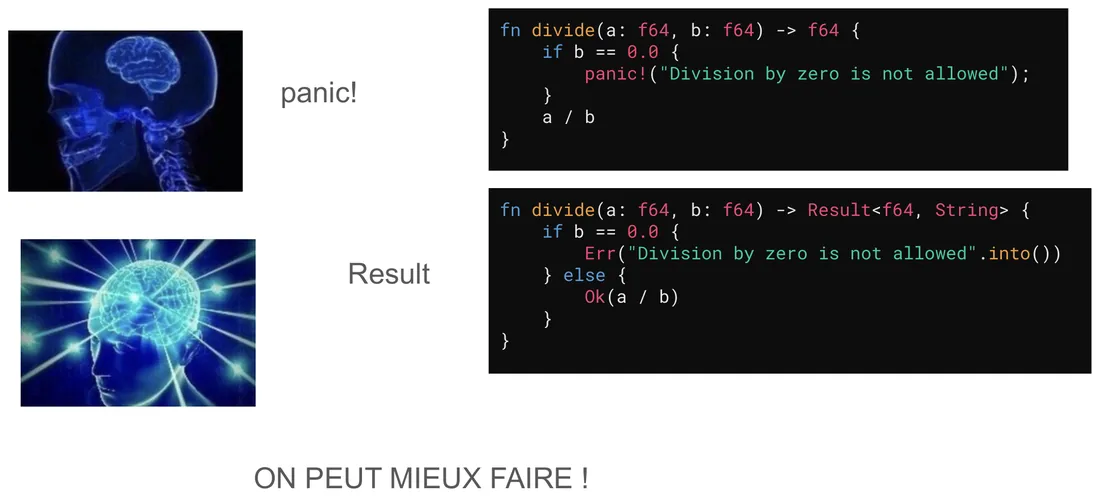 panic!
fn divide(a: f64, b: f64) -> f64 {
    if b == 0.0 {
        panic!("Division by zero is not allowed");
    }
    a / b
}
Result
fn divide(a: f64, b: f64) -> Result<f64, String> {
    if b == 0.0 {
        Err("Division by zero is not allowed".into())
    } else {
        Ok(a / b)
    }
}
ON PEUT MIEUX FAIRE !